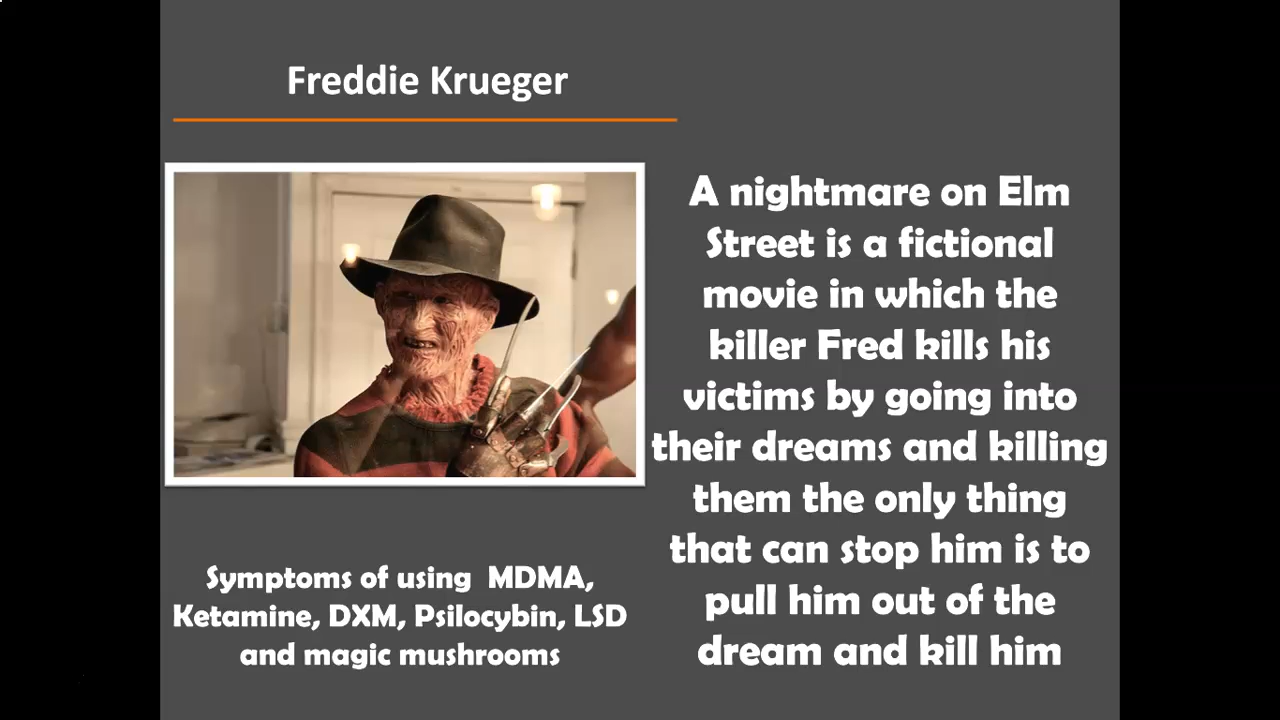 Freddie Krueger
A nightmare on Elm
Street is a fictional
movie in which the
killer Fred kills his
victims by going into
their dreams and killing
them the only thing
that can stop him is to
pull him out of the
dream and kill him
Symptoms of using MDMA,
Ketamine, DXM, Psilocybin, LSD
and magic mushrooms